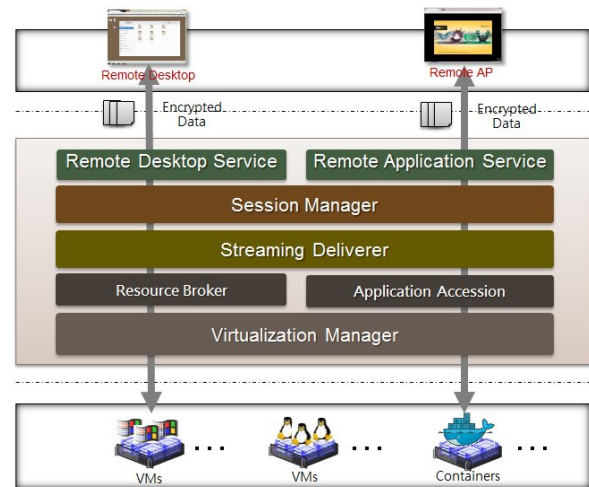 Remote Desktop
Remote AP
Encrypted
Data
Encrypted
Data
Remote Desktop Service
Remote Application Service
Session Manager
Streaming Deliverer
Resource Broker
Application Accession
Virtualization Manager
...
...
...
VMs
VMs
Containers